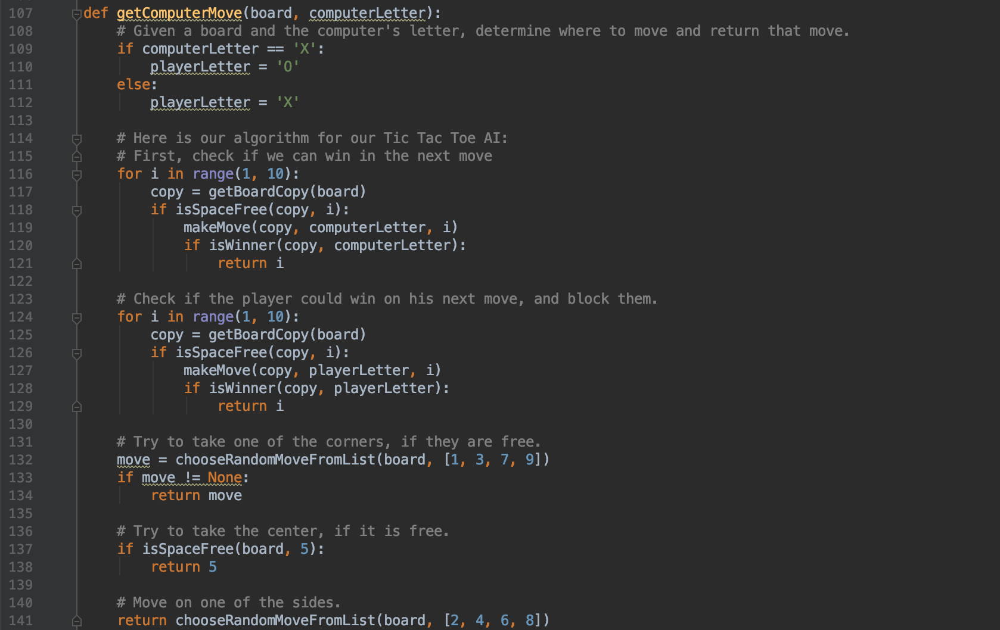 107 def getComputerMove(board, computerLetter):
108     # Given a board and the computer's letter, determine where to move and return that move.
109     if computerLetter == 'X':
110         playerLetter = 'O'
111     else:
112         playerLetter = 'X'
113
114     # Here is our algorithm for our Tic Tac Toe AI:
115     # First, check if we can win in the next move
116     for i in range(1, 10):
117         copy = getBoardCopy(board)
118         if isSpaceFree(copy, i):
119             makeMove(copy, computerLetter, i)
120             if isWinner(copy, computerLetter):
121                 return i
122
123     # Check if the player could win on his next move, and block them.
124     for i in range(1, 10):
125         copy = getBoardCopy(board)
126         if isSpaceFree(copy, i):
127             makeMove(copy, playerLetter, i)
128             if isWinner(copy, playerLetter):
129                 return i
130
131     # Try to take one of the corners, if they are free.
132     move = chooseRandomMoveFromList(board, [1, 3, 7, 9])
133     if move != None:
134         return move
135
136     # Try to take the center, if it is free.
137     if isSpaceFree(board, 5):
138         return 5
139
140     # Move on one of the sides.
141     return chooseRandomMoveFromList(board, [2, 4, 6, 8])